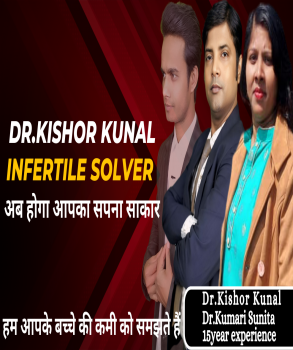 DR.KISHOR KUNAL
INFERTILE SOLVER
अब होगा आपका सपना साकार
हम आपके बच्चे की कमी को समझते हैं
Dr.Kishor Kunal
Dr.Kumari Sunita
15year experience